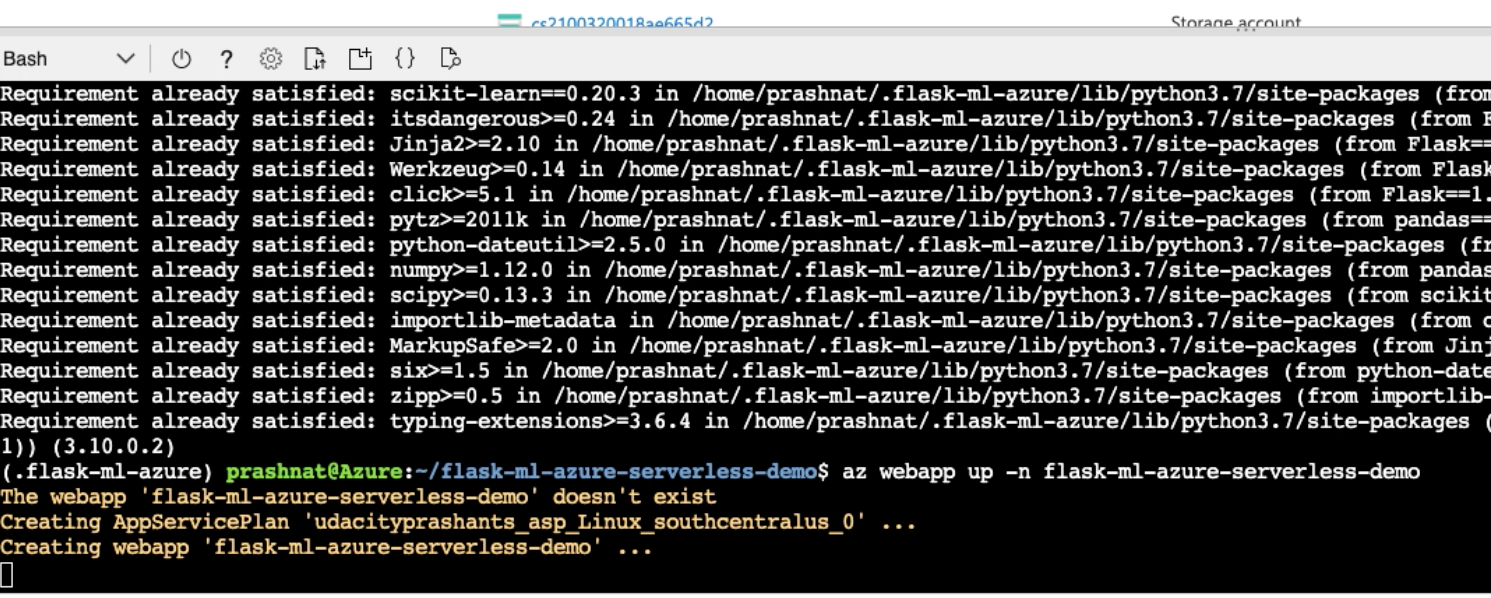 cs2100320018ae665d2 Storage account
Bash
Requirement already satisfied: scikit-learn==0.20.3 in /home/prashnat/.flask-ml-azure/lib/python3.7/site-packages (from
Requirement already satisfied: itsdangerous>=0.24 in /home/prashnat/.flask-ml-azure/lib/python3.7/site-packages (from F
Requirement already satisfied: Jinja2>=2.10 in /home/prashnat/.flask-ml-azure/lib/python3.7/site-packages (from Flask==
Requirement already satisfied: Werkzeug>=0.14 in /home/prashnat/.flask-ml-azure/lib/python3.7/site-packages (from Flask
Requirement already satisfied: click>=5.1 in /home/prashnat/.flask-ml-azure/lib/python3.7/site-packages (from Flask==1.
Requirement already satisfied: pytz>=2011k in /home/prashnat/.flask-ml-azure/lib/python3.7/site-packages (from pandas==
Requirement already satisfied: python-dateutil>=2.5.0 in /home/prashnat/.flask-ml-azure/lib/python3.7/site-packages (fr
Requirement already satisfied: numpy>=1.12.0 in /home/prashnat/.flask-ml-azure/lib/python3.7/site-packages (from pandas
Requirement already satisfied: scipy>=0.13.3 in /home/prashnat/.flask-ml-azure/lib/python3.7/site-packages (from scikit
Requirement already satisfied: importlib-metadata in /home/prashnat/.flask-ml-azure/lib/python3.7/site-packages (from c
Requirement already satisfied: MarkupSafe>=2.0 in /home/prashnat/.flask-ml-azure/lib/python3.7/site-packages (from Jinj
Requirement already satisfied: six>=1.5 in /home/prashnat/.flask-ml-azure/lib/python3.7/site-packages (from python-date
Requirement already satisfied: zipp>=0.5 in /home/prashnat/.flask-ml-azure/lib/python3.7/site-packages (from importlib-
Requirement already satisfied: typing-extensions>=3.6.4 in /home/prashnat/.flask-ml-azure/lib/python3.7/site-packages (
1)) (3.10.0.2)
(.flask-ml-azure) prashnat@Azure:~/flask-ml-azure-serverless-demo$ az webapp up -n flask-ml-azure-serverless-demo
The webapp 'flask-ml-azure-serverless-demo' doesn't exist
Creating AppServicePlan 'udacityprashants_asp_Linux_southcentralus_0' ...
Creating webapp 'flask-ml-azure-serverless-demo' ...